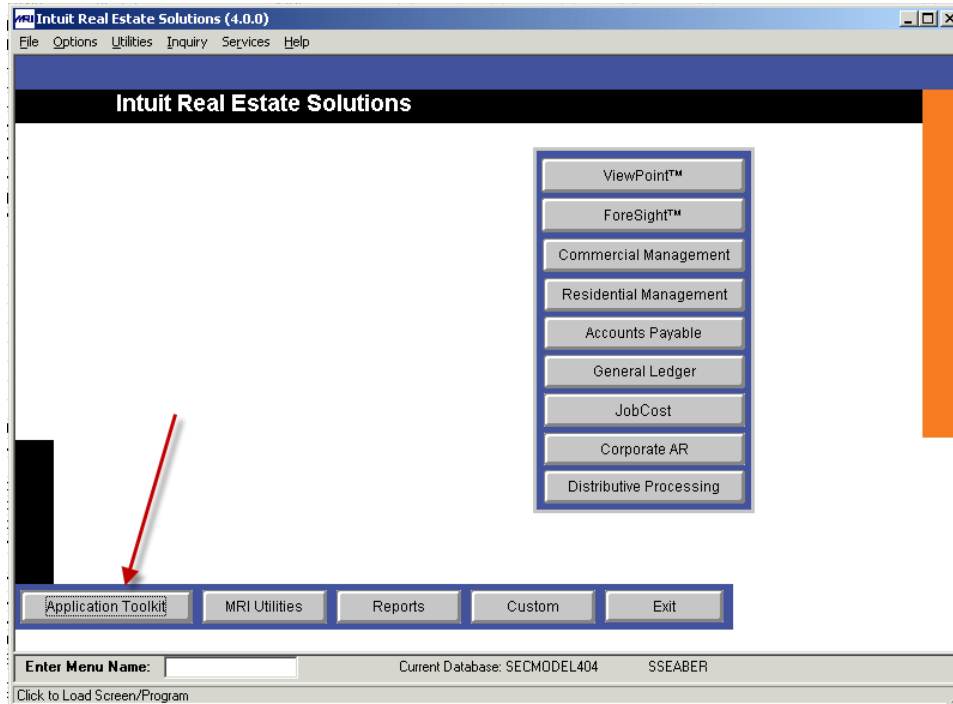 MRI Intuit Real Estate Solutions (4.0.0)
File Options Utilities Inquiry Services Help
Intuit Real Estate Solutions
ViewPoint™
ForeSight™
Commercial Management
Residential Management
Accounts Payable
General Ledger
JobCost
Corporate AR
Distributive Processing
Application Toolkit MRI Utilities Reports Custom Exit
Enter Menu Name: Current Database: SECMODEL404 SSEABER
Click to Load Screen/Program